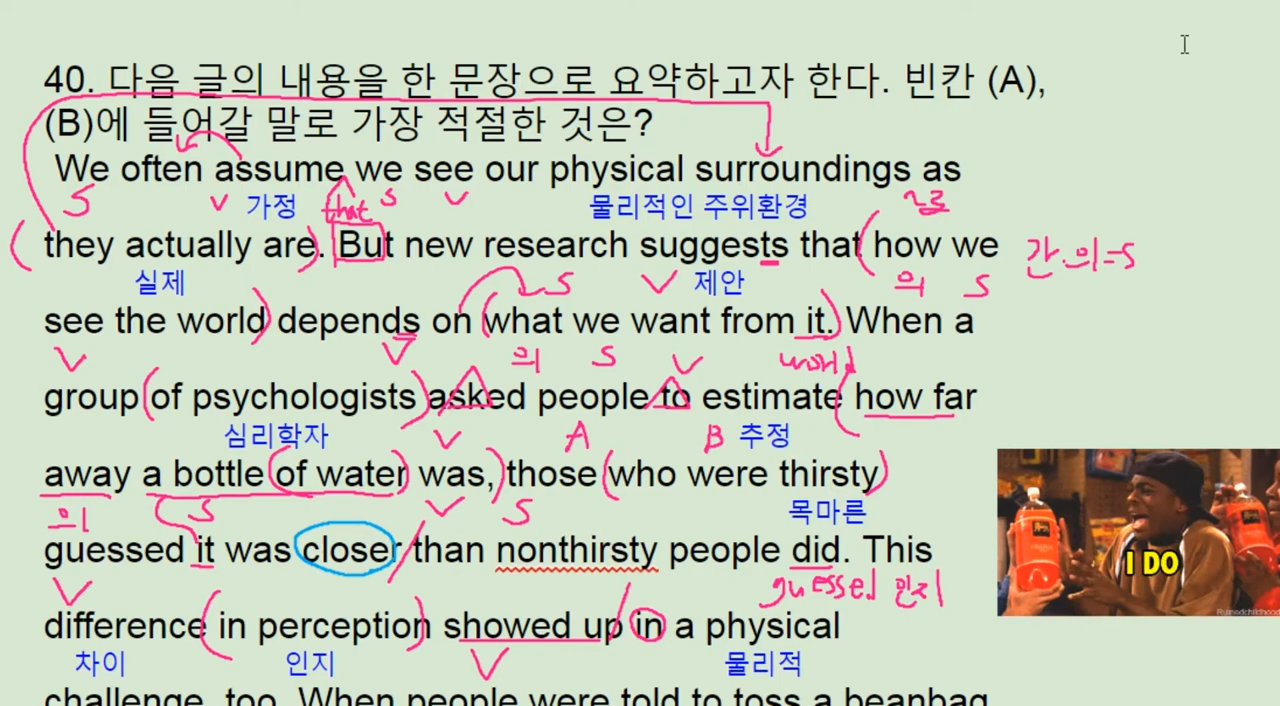 40. 다음 글의 내용을 한 문장으로 요약하고자 한다. 빈칸 (A),
(B)에 들어갈 말로 가장 적절한 것은?
We often assume we see our physical surroundings as
S v 가정 that s v 물리적인 주위환경 ~로
they actually are. But new research suggests that how we 간.의=S
실제 S V 제안 의 S
see the world depends on what we want from it. When a
V V 의 S V world
group of psychologists asked people to estimate how far
심리학자 V A B 추정
away a bottle of water was, those who were thirsty
의 S V S 목마른
guessed it was closer than nonthirsty people did. This
V guessed 인지
I DO
difference in perception showed up in a physical
Ruinedchildhood
차이 인지 V 물리적
challenge, too. When people were told to toss a beanbag